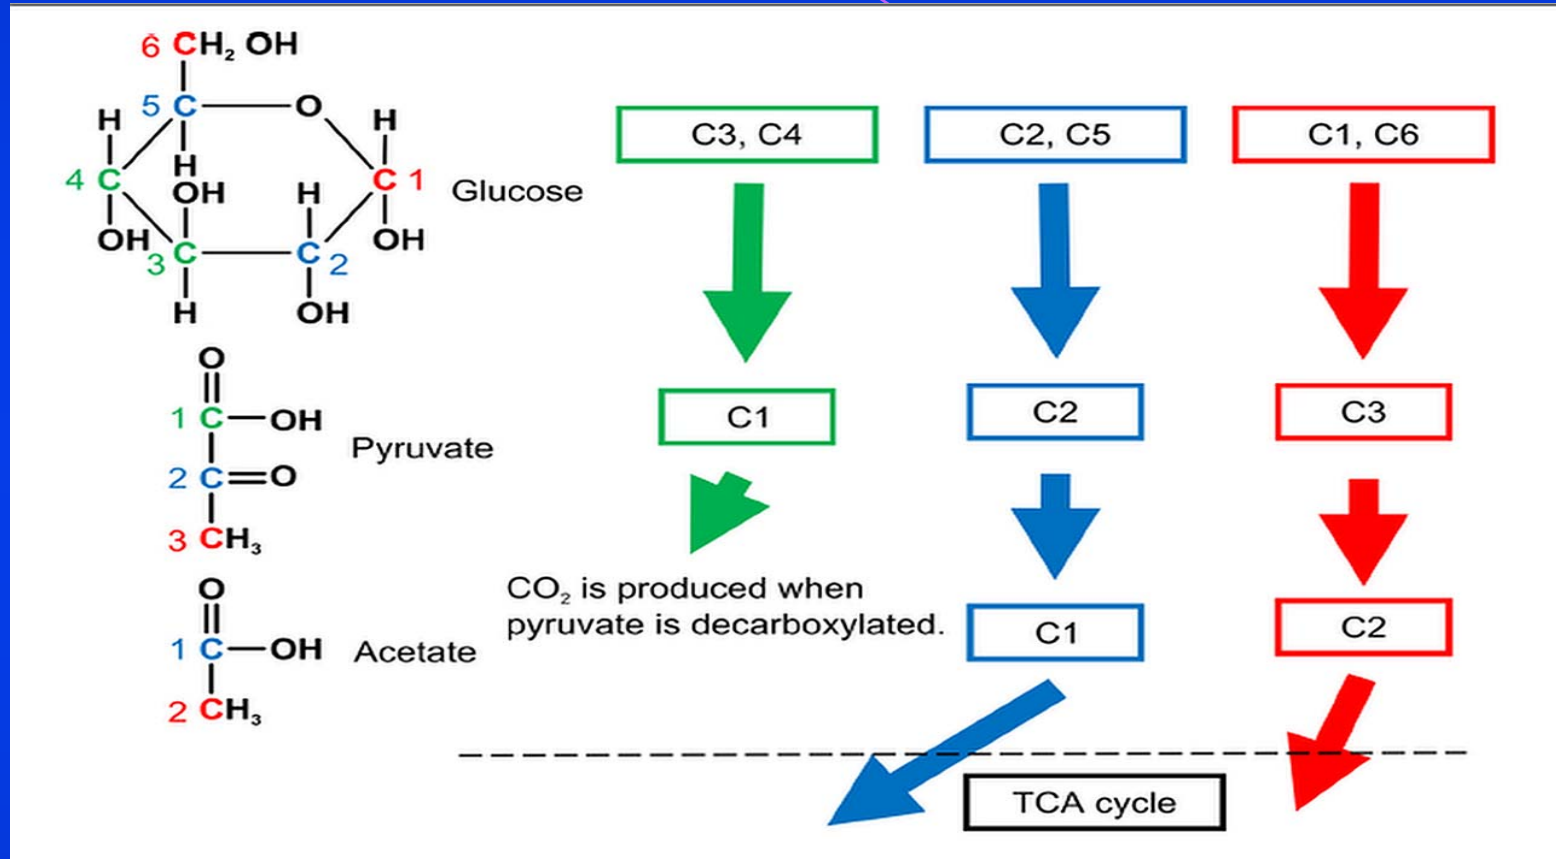 6 CH₂ OH
5 C O
H H
H
4 C C 1 Glucose
OH H
OH OH
3 C C 2
H OH
O
1 C OH
Pyruvate
2 C O
3 CH₃
O
1 C OH Acetate
2 CH₃
C3, C4
C2, C5
C1, C6
C1
C2
C3
CO₂ is produced when
pyruvate is decarboxylated.
C1
C2
TCA cycle